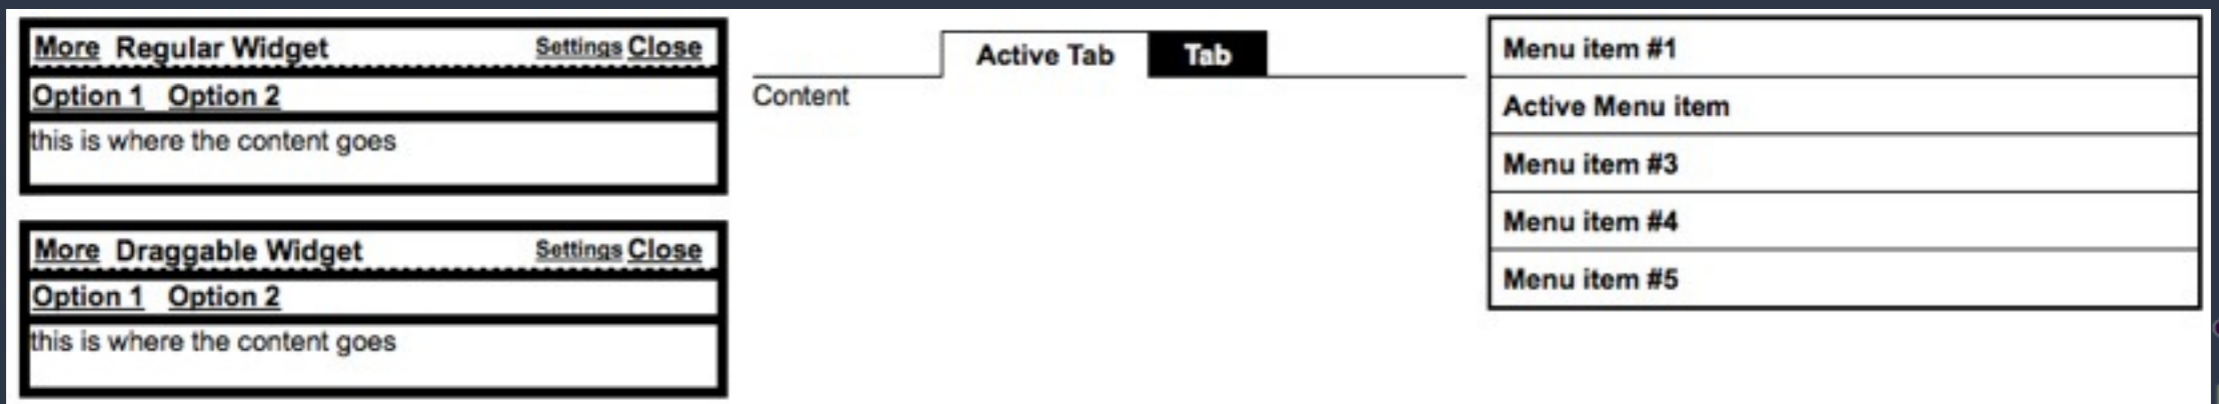 More Regular Widget Settings Close
Option 1 Option 2
this is where the content goes
More Draggable Widget Settings Close
Option 1 Option 2
this is where the content goes
Active Tab Tab
Content
Menu item #1
Active Menu item
Menu item #3
Menu item #4
Menu item #5